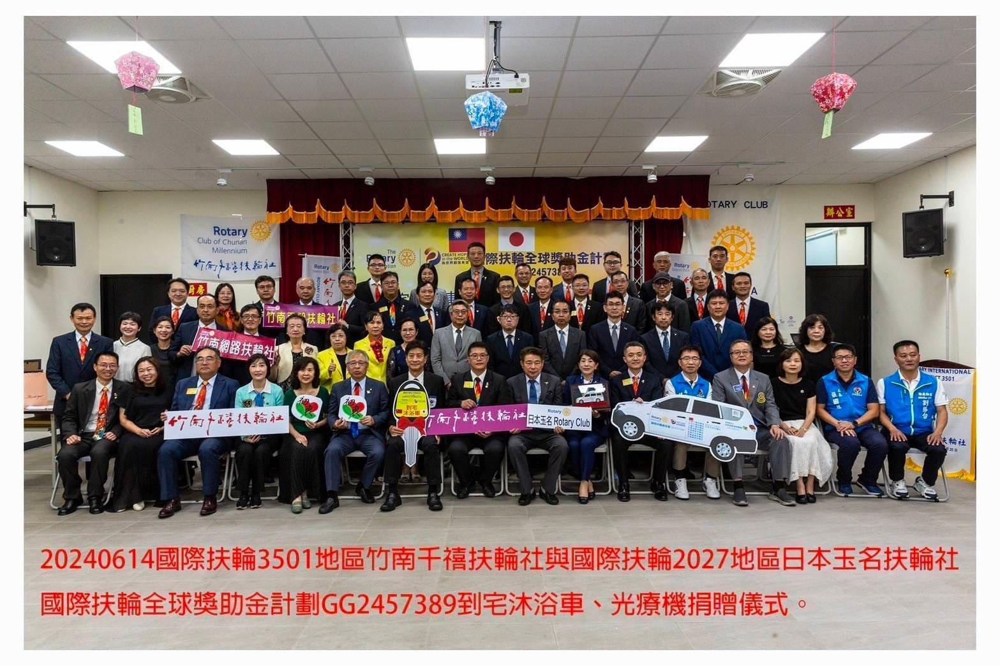 ROTARY CLUB
辦公室
Rotary
Club of Chunan
Millennium
竹南千禧扶輪社
The
CREATE HOPE
in the WORLD
際扶輪全球獎助金計
2457389
Rotary
Rotary
ROTARY CLUB
廚房
竹南
扶輪社
竹南網路扶輪社
INTERNATIONAL
3501
到宅
沐浴車
竹南千禧扶輪社
竹南千禧扶輪社
Rotary
日本玉名 Rotary Club
Rotary
扶輪社
20240614國際扶輪3501地區竹南千禧扶輪社與國際扶輪2027地區日本玉名扶輪社
國際扶輪全球獎助金計劃GG2457389到宅沐浴車、光療機捐贈儀式。